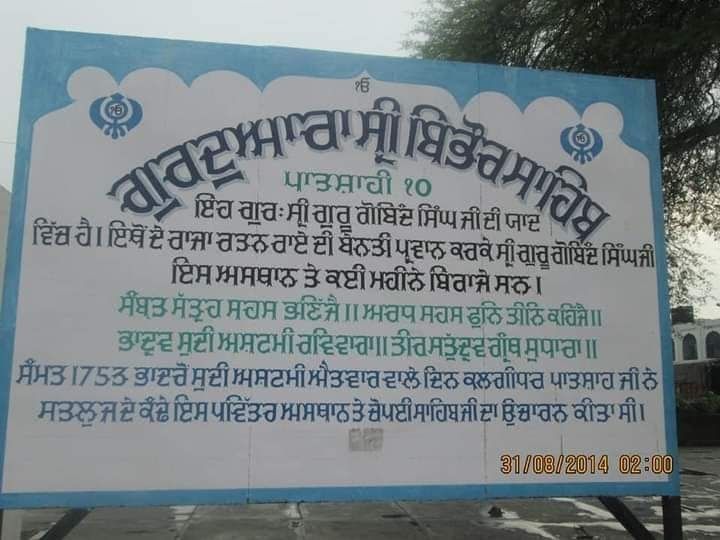 ੴ
ਗੁਰਦੁਆਰਾ ਸ੍ਰੀ ਬਿਭੌਰ ਸਾਹਿਬ
ਪਾਤਸ਼ਾਹੀ ੧੦
ਇਹ ਗੁਰ: ਸ੍ਰੀ ਗੁਰੂ ਗੋਬਿੰਦ ਸਿੰਘ ਜੀ ਦੀ ਯਾਦ
ਵਿੱਚ ਹੈ। ਇਥੋਂ ਦੇ ਰਾਜਾ ਰਤਨ ਰਾਏ ਦੀ ਬੇਨਤੀ ਪ੍ਰਵਾਨ ਕਰਕੇ ਸ੍ਰੀ ਗੁਰੂ ਗੋਬਿੰਦ ਸਿੰਘ ਜੀ
ਇਸ ਅਸਥਾਨ ਤੇ ਕਈ ਮਹੀਨੇ ਬਿਰਾਜੇ ਸਨ।
ਸੰਬਤ ਸੱਤ੍ਰਹ ਸਹਸ ਭਣਿੱਜੈ॥ ਅਰਧ ਸਹਸ ਫੁਨਿ ਤੀਨਿ ਕਹਿੱਜੈ॥
ਭਾਦ੍ਰਵ ਸੁਦੀ ਅਸ਼ਟਮੀ ਰਵਿਵਾਰਾ॥ ਤੀਰ ਸਤੁੱਦ੍ਰਵ ਗ੍ਰੰਥ ਸੁਧਾਰਾ॥
ਸੰਮਤ 1753 ਭਾਦਰੋਂ ਸੁਦੀ ਅਸ਼ਟਮੀ ਐਤਵਾਰ ਵਾਲੇ ਦਿਨ ਕਲਗੀਧਰ ਪਾਤਸ਼ਾਹ ਜੀ ਨੇ
ਸਤਲੁਜ ਦੇ ਕੰਢੇ ਇਸ ਪਵਿੱਤਰ ਅਸਥਾਨ ਤੇ ਚੋਪਈ ਸਾਹਿਬ ਜੀ ਦਾ ਉਚਾਰਨ ਕੀਤਾ ਸੀ।
31/08/2014 02:00